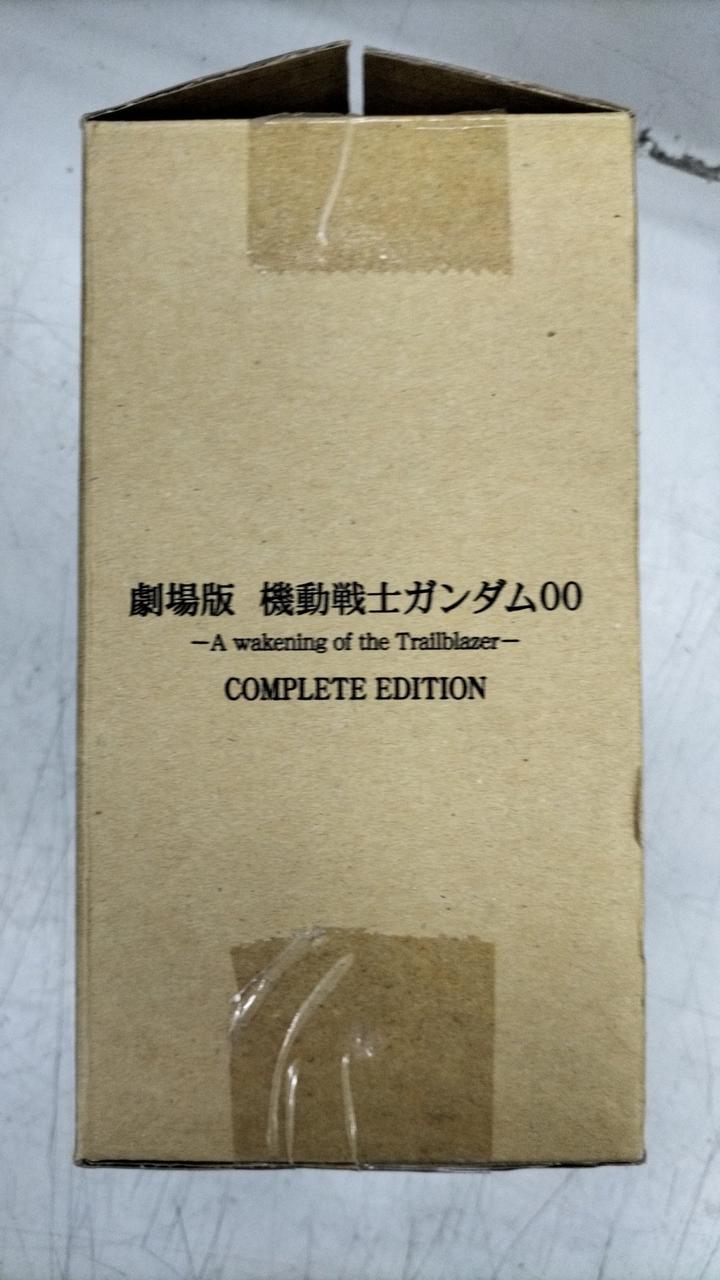 劇場版 機動戦士ガンダム00
－A wakening of the Trailblazer－
COMPLETE EDITION